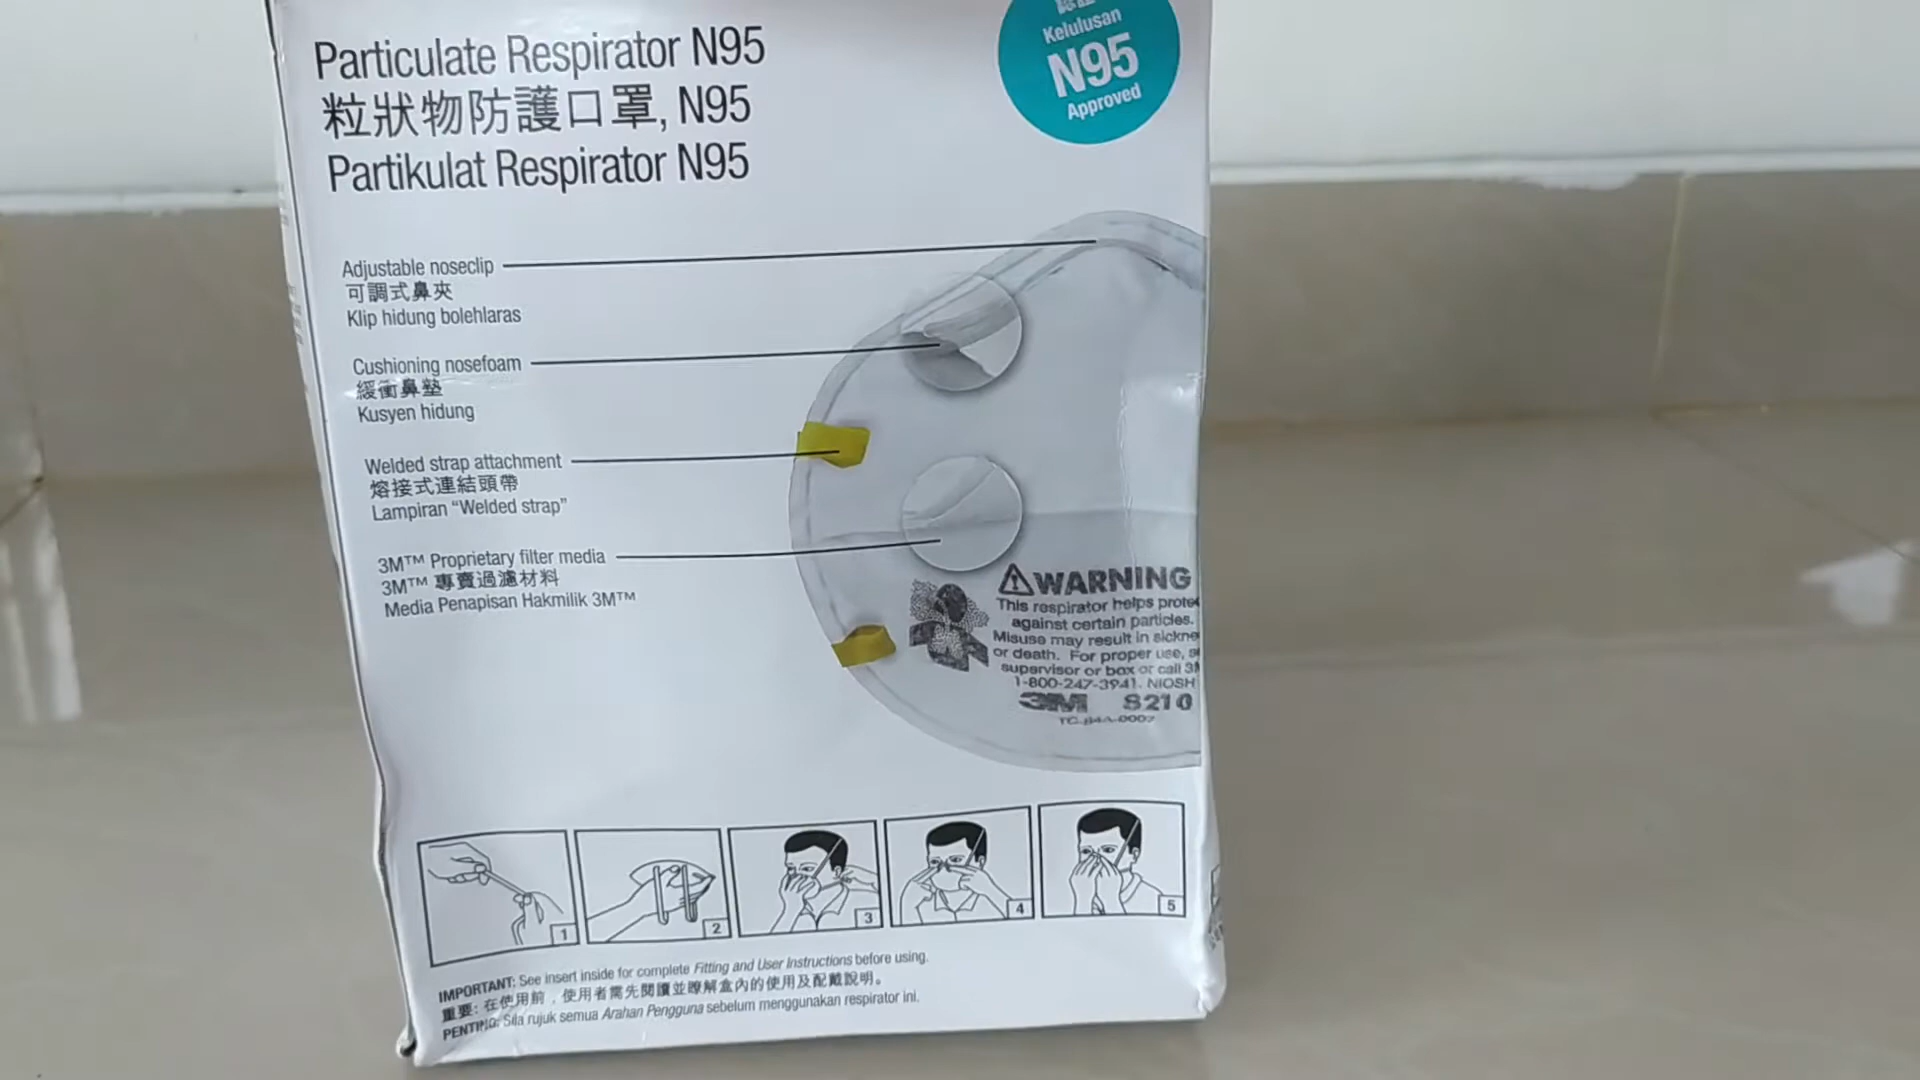 Particulate Respirator N95
粒狀物防護口罩, N95
Partikulat Respirator N95
Kelulusan
N95
Approved
Adjustable noseclip
可調式鼻夾
Klip hidung bolehlaras
Cushioning nosefoam
緩衝鼻墊
Kusyen hidung
Welded strap attachment
熔接式連結頭帶
Lampiran “Welded strap”
3M™ Proprietary filter media
3M™ 專賣過濾材料
Media Penapisan Hakmilik 3M™
WARNING
This respirator helps prote
against certain particles.
Misuse may result in sickne
or death. For proper use, s
supervisor or box or call 3M
1-800-247-3941. NIOSH
3M 8210
TC-84A-0007
1
2
3
4
5
IMPORTANT: See insert inside for complete Fitting and User Instructions before using.
重要: 在使用前，使用者需先閱讀並瞭解盒內的使用及配戴說明。
PENTING: Sila rujuk semua Arahan Pengguna sebelum menggunakan respirator ini.